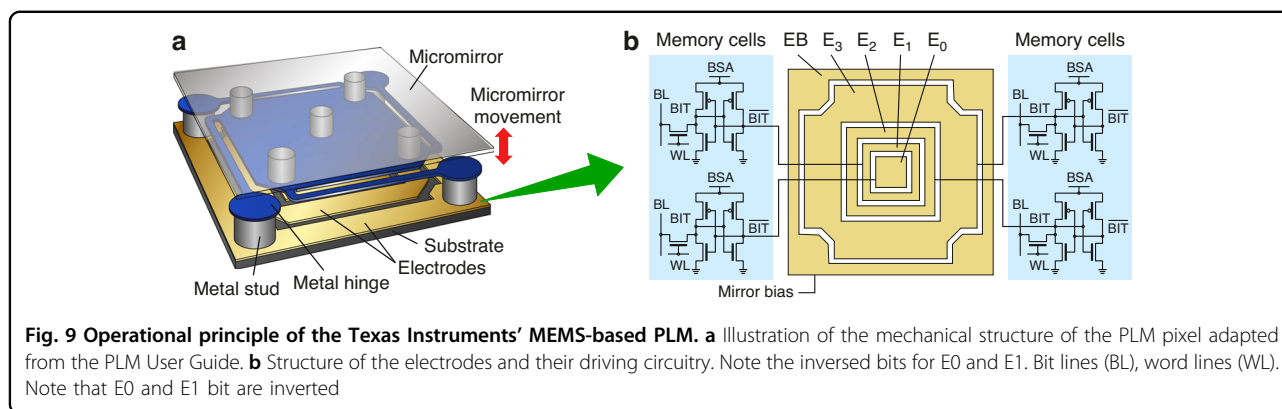 a
Micromirror
Micromirror
movement
Substrate
Electrodes
Metal hinge
Metal stud
b
Memory cells
EB E₃ E₂ E₁ E₀
Memory cells
BSA
BL
BIT
B̅I̅T̅
WL
BSA
BL
BIT
B̅I̅T̅
WL
BSA
BL
BIT
B̅I̅T̅
WL
BSA
BL
BIT
B̅I̅T̅
WL
Mirror bias
Fig. 9 Operational principle of the Texas Instruments’ MEMS-based PLM. a Illustration of the mechanical structure of the PLM pixel adapted
from the PLM User Guide. b Structure of the electrodes and their driving circuitry. Note the inversed bits for E0 and E1. Bit lines (BL), word lines (WL).
Note that E0 and E1 bit are inverted